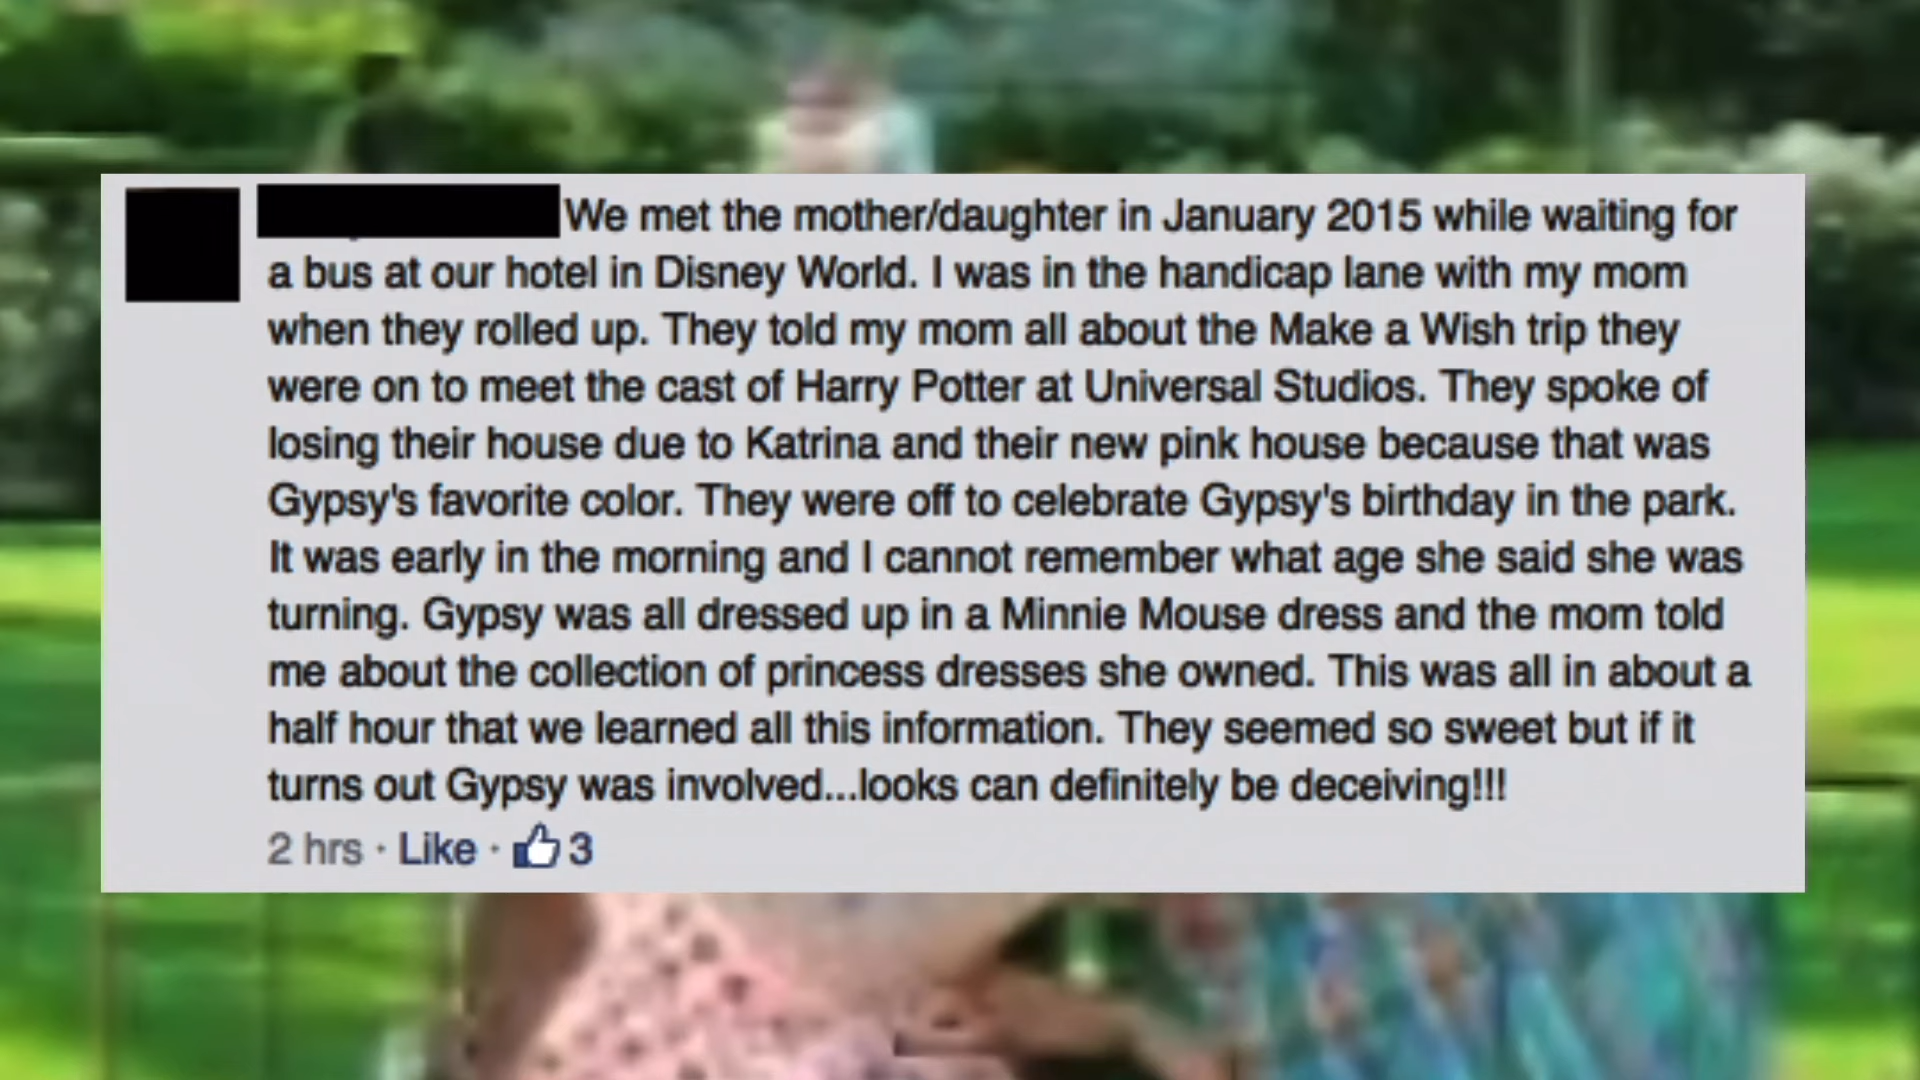 We met the mother/daughter in January 2015 while waiting for
a bus at our hotel in Disney World. I was in the handicap lane with my mom
when they rolled up. They told my mom all about the Make a Wish trip they
were on to meet the cast of Harry Potter at Universal Studios. They spoke of
losing their house due to Katrina and their new pink house because that was
Gypsy's favorite color. They were off to celebrate Gypsy's birthday in the park.
It was early in the morning and I cannot remember what age she said she was
turning. Gypsy was all dressed up in a Minnie Mouse dress and the mom told
me about the collection of princess dresses she owned. This was all in about a
half hour that we learned all this information. They seemed so sweet but if it
turns out Gypsy was involved...looks can definitely be deceiving!!!
2 hrs · Like · 3